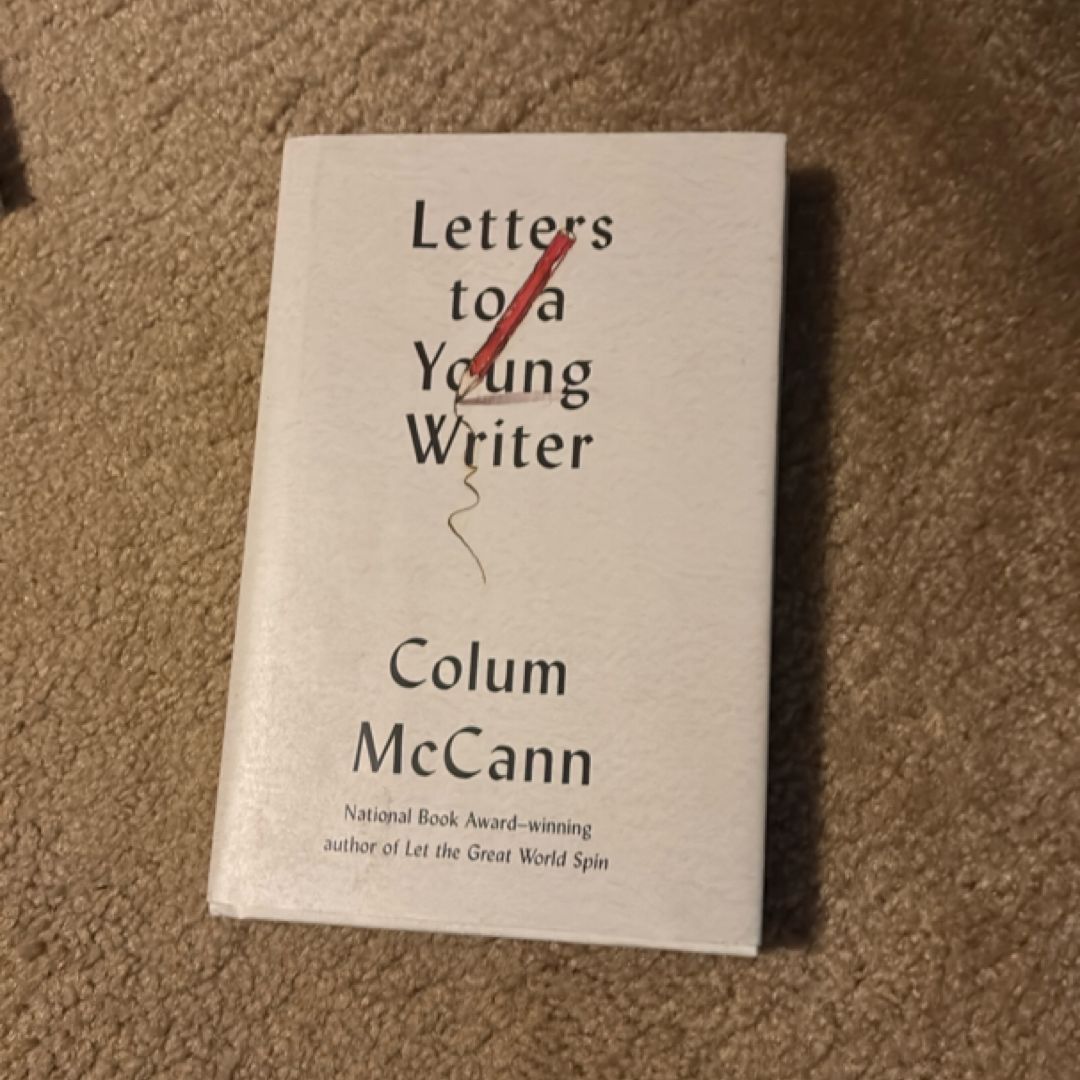 Letters
to a
Young
Writer
Colum
McCann
National Book Award–winning
author of Let the Great World Spin